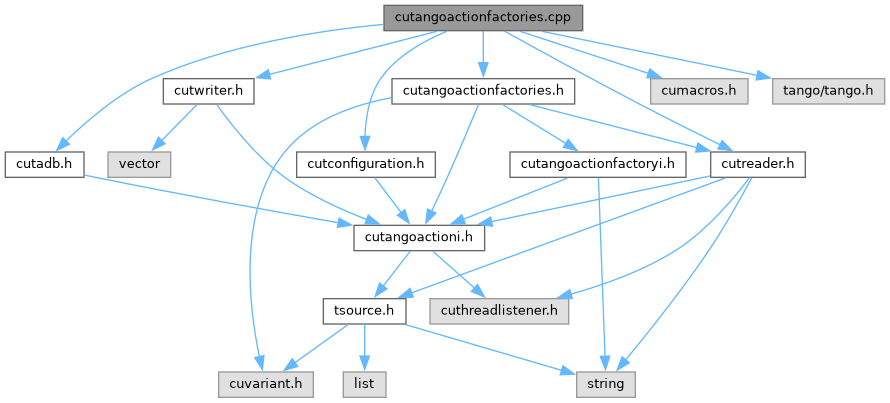 cutangoactionfactories.cpp
cutwriter.h
cutangoactionfactories.h
cumacros.h
tango/tango.h
cutadb.h
vector
cutconfiguration.h
cutangoactionfactoryi.h
cutreader.h
cutangoactioni.h
tsource.h
cuthreadlistener.h
cuvariant.h
list
string